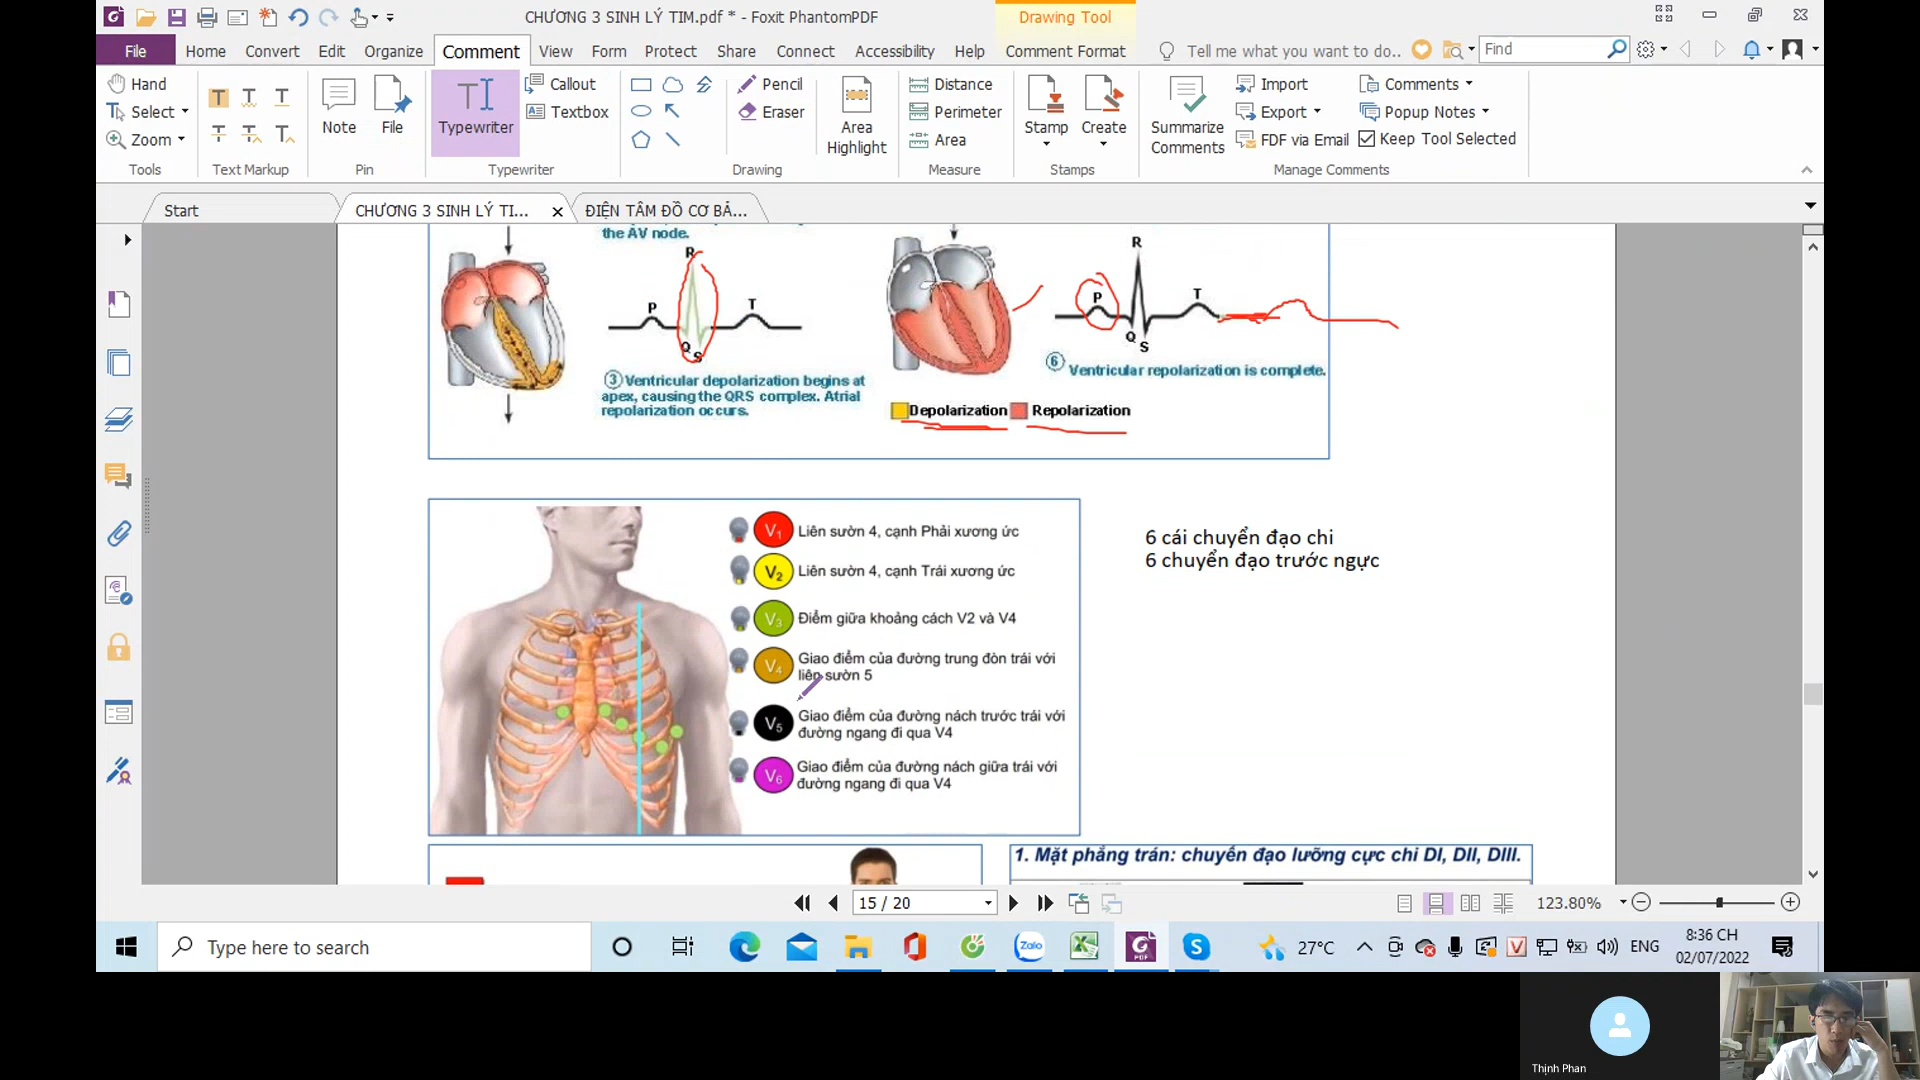 CHƯƠNG 3 SINH LÝ TIM.pdf * - Foxit PhantomPDF
Drawing Tool
File
Home
Convert
Edit
Organize
Comment
View
Form
Protect
Share
Connect
Accessibility
Help
Comment Format
Tell me what you want to do..
Find
Hand
Select
Zoom
Tools
Text Markup
Note
File
Pin
Typewriter
Callout
Textbox
Typewriter
Pencil
Eraser
Drawing
Area
Highlight
Distance
Perimeter
Area
Measure
Stamp
Create
Stamps
Summarize
Comments
Import
Export
FDF via Email
Comments
Popup Notes
Keep Tool Selected
Manage Comments
Start
CHƯƠNG 3 SINH LÝ TI...
ĐIỆN TÂM ĐỒ CƠ BẢ...
the AV node.
R
P
T
Q
S
3 Ventricular depolarization begins at
apex, causing the QRS complex. Atrial
repolarization occurs.
R
P
T
Q
S
6 Ventricular repolarization is complete.
Depolarization Repolarization
V1 Liên sườn 4, cạnh Phải xương ức
V2 Liên sườn 4, cạnh Trái xương ức
V3 Điểm giữa khoảng cách V2 và V4
V4 Giao điểm của đường trung đòn trái với
liên sườn 5
V5 Giao điểm của đường nách trước trái với
đường ngang đi qua V4
V6 Giao điểm của đường nách giữa trái với
đường ngang đi qua V4
6 cái chuyển đạo chi
6 chuyển đạo trước ngực
1. Mặt phẳng trán: chuyển đạo lưỡng cực chi DI, DII, DIII.
15 / 20
123.80%
Type here to search
Zalo
PDF
27°C
ENG
8:36 CH
02/07/2022
Thịnh Phan